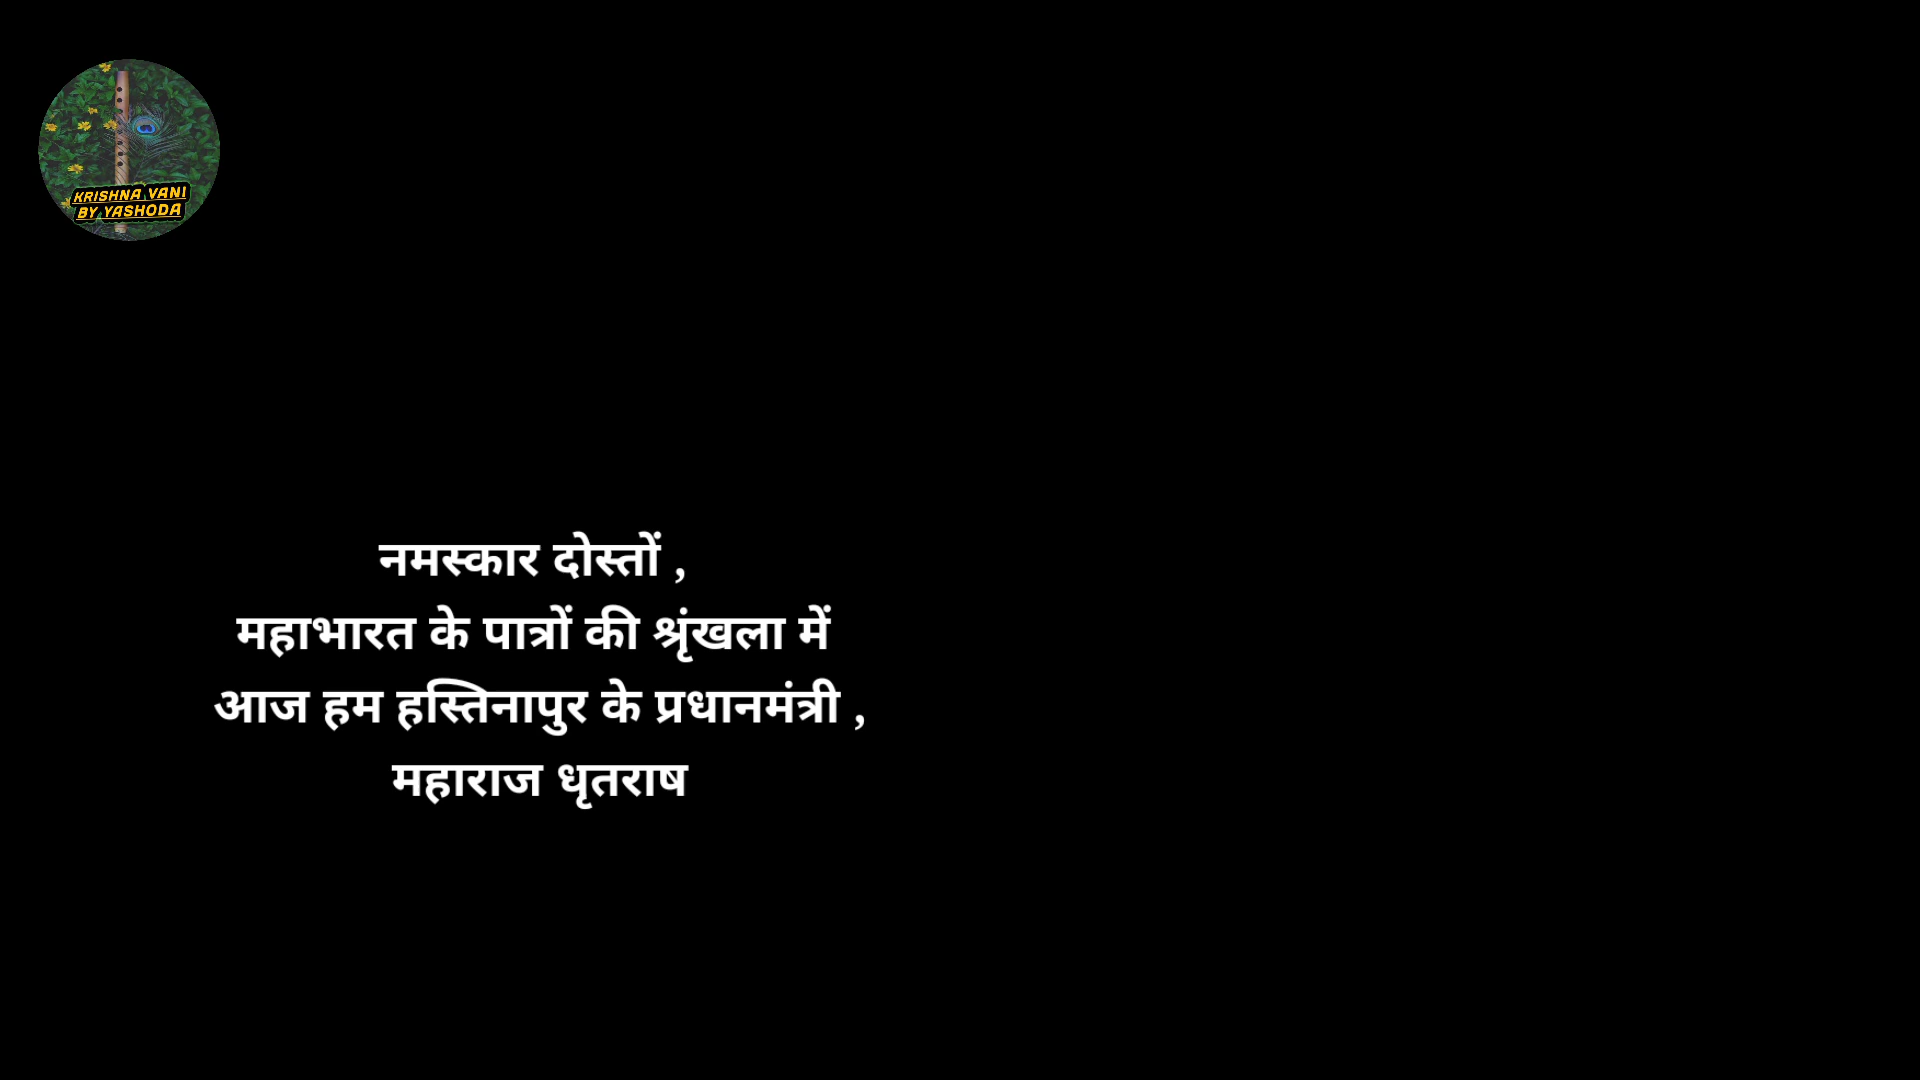 KRISHNA VANI
BY YASHODA
नमस्कार दोस्तों ,
महाभारत के पात्रों की श्रृंखला में
आज हम हस्तिनापुर के प्रधानमंत्री ,
महाराज धृतराष